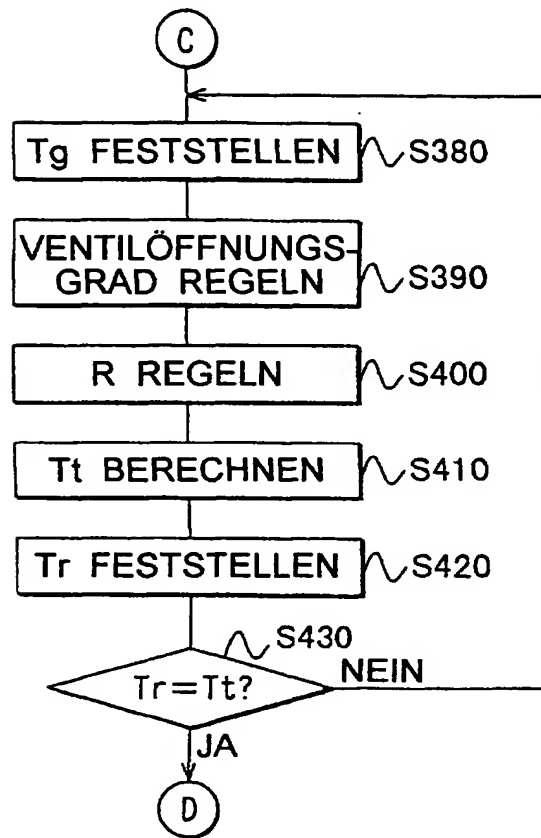 C
Tg FESTSTELLEN S380
VENTILÖFFNUNGS-
GRAD REGELN S390
R REGELN S400
Tt BERECHNEN S410
Tr FESTSTELLEN S420
S430
Tr=Tt? NEIN
JA
D